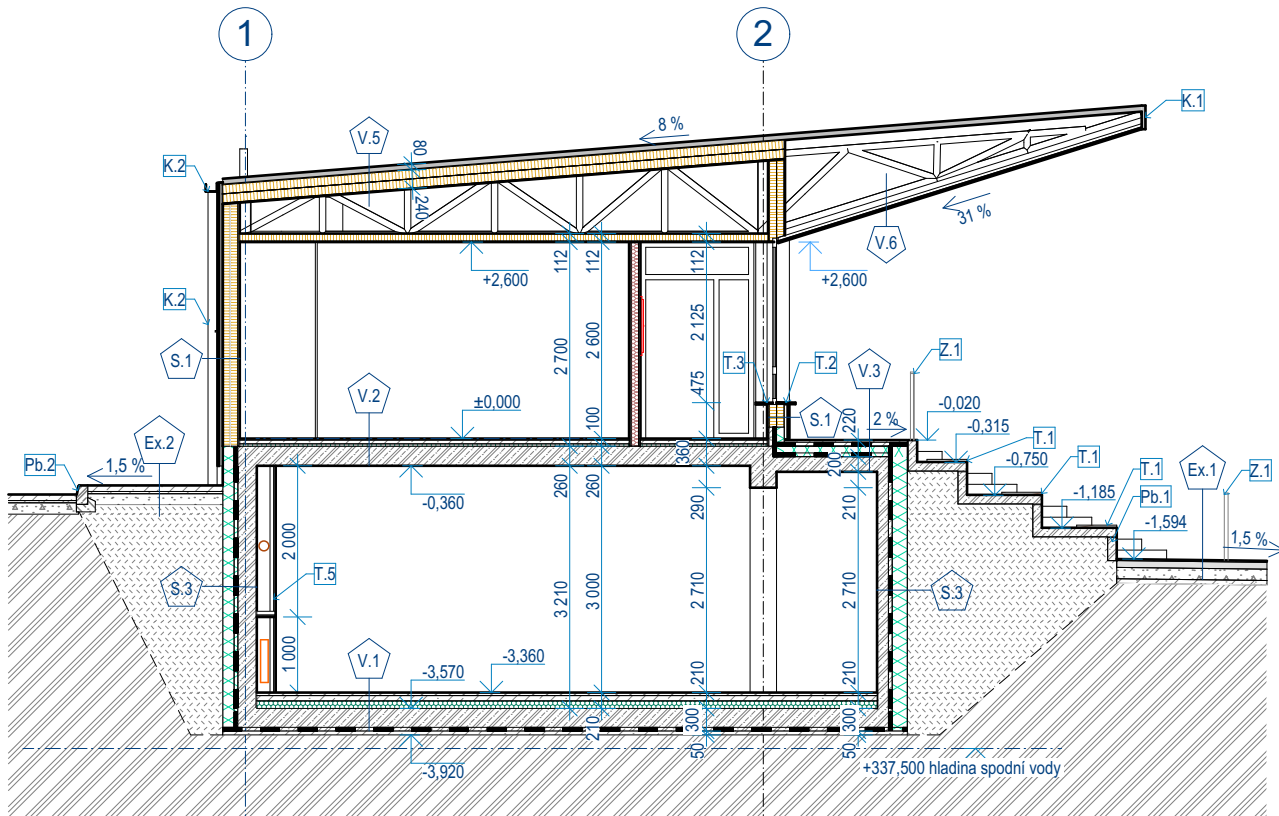 1
2
K.1
8 %
V.5
80
K.2
240
31 %
V.6
112
112
112
+2,600
+2,600
K.2
2 125
2 600
2 700
S.1
T.3
T.2
V.3
Z.1
V.2
475
±0,000
100
S.1
2 %
220
-0,020
-0,315
T.1
Ex.2
Pb.2
1,5 %
360
200
-0,750
T.1
-0,360
260
260
290
210
-1,185
T.1
Pb.1
Ex.1
Z.1
-1,594
1,5 %
2 000
T.5
S.3
3 210
3 000
2 710
2 710
S.3
1 000
V.1
-3,570
-3,360
210
210
210
300
300
50
50
-3,920
+337,500 hladina spodní vody